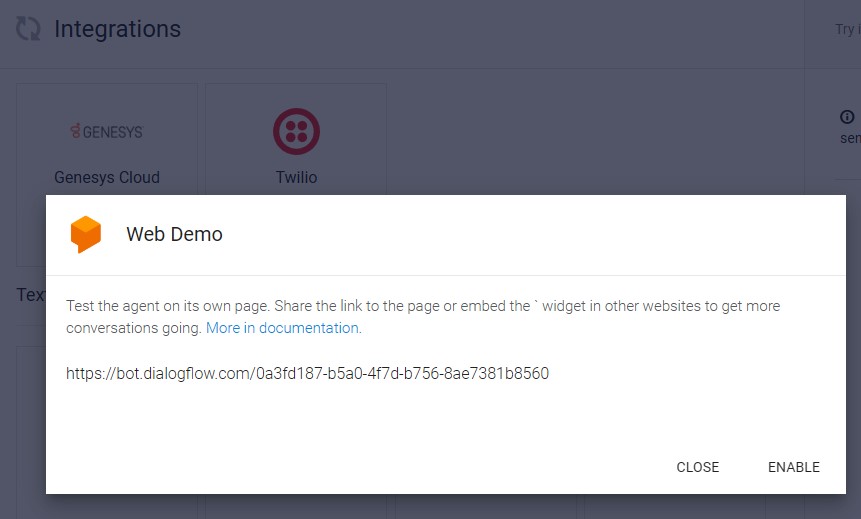 Integrations
Try i
GENESYS
Genesys Cloud
Twilio
sen
Tex
Web Demo
Test the agent on its own page. Share the link to the page or embed the ` widget in other websites to get more
conversations going. More in documentation.
https://bot.dialogflow.com/0a3fd187-b5a0-4f7d-b756-8ae7381b8560
CLOSE
ENABLE